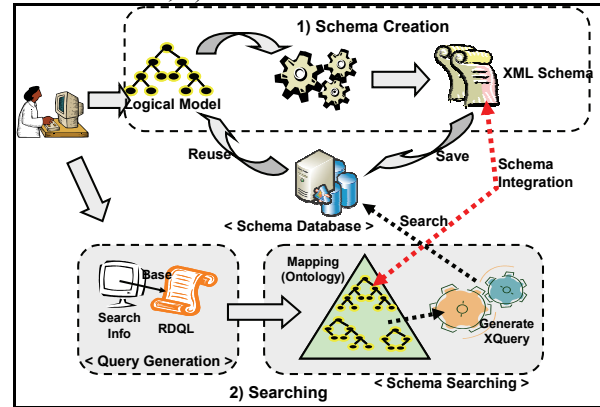 1) Schema Creation
XML Schema
Logical Model
Reuse
Save
Schema
Integration
< Schema Database >
Search
Mapping
(Ontology)
Base
Search
Info
RDQL
Generate
XQuery
< Query Generation >
< Schema Searching >
2) Searching